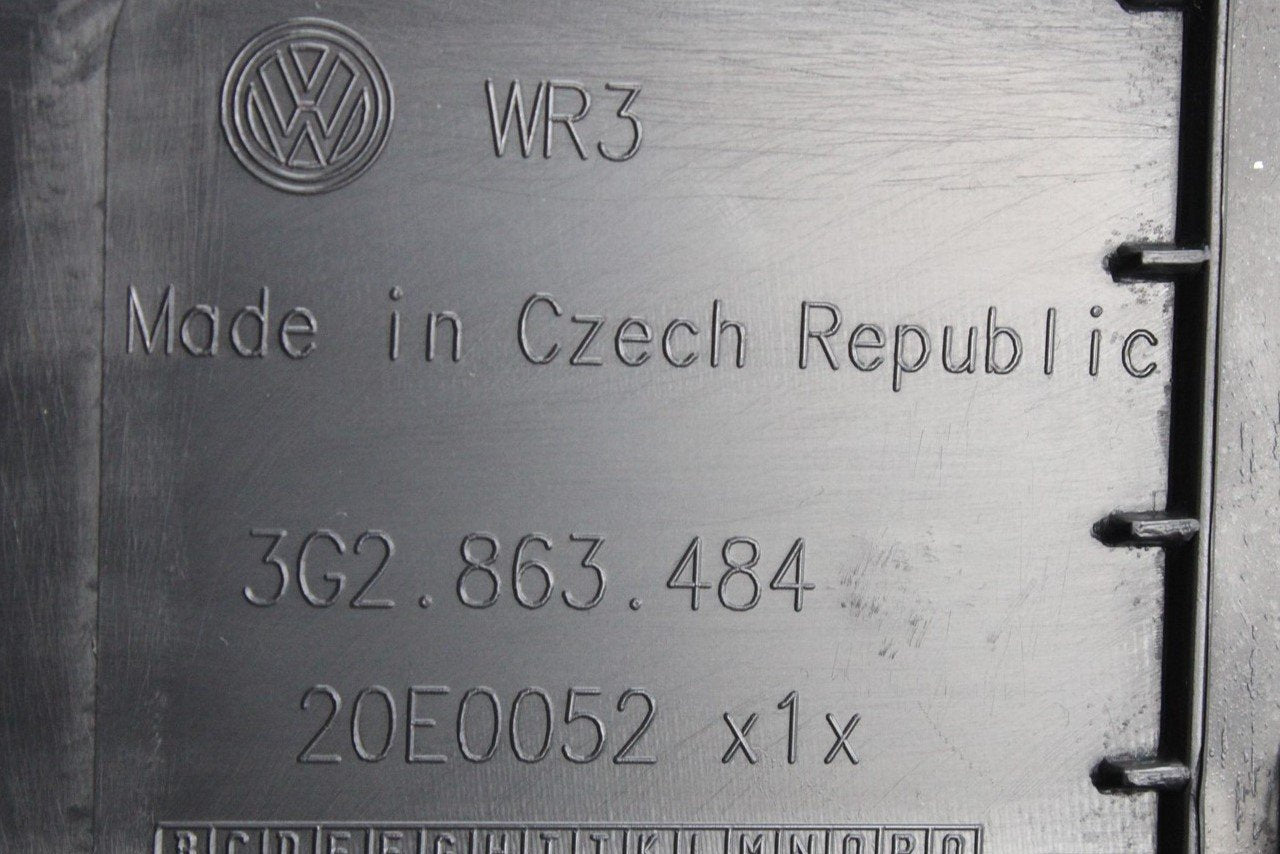 WR3
Made in Czech Republic
3G2.863.484
20E0052 x1x
B C D E F G H I J K L M N O P Q